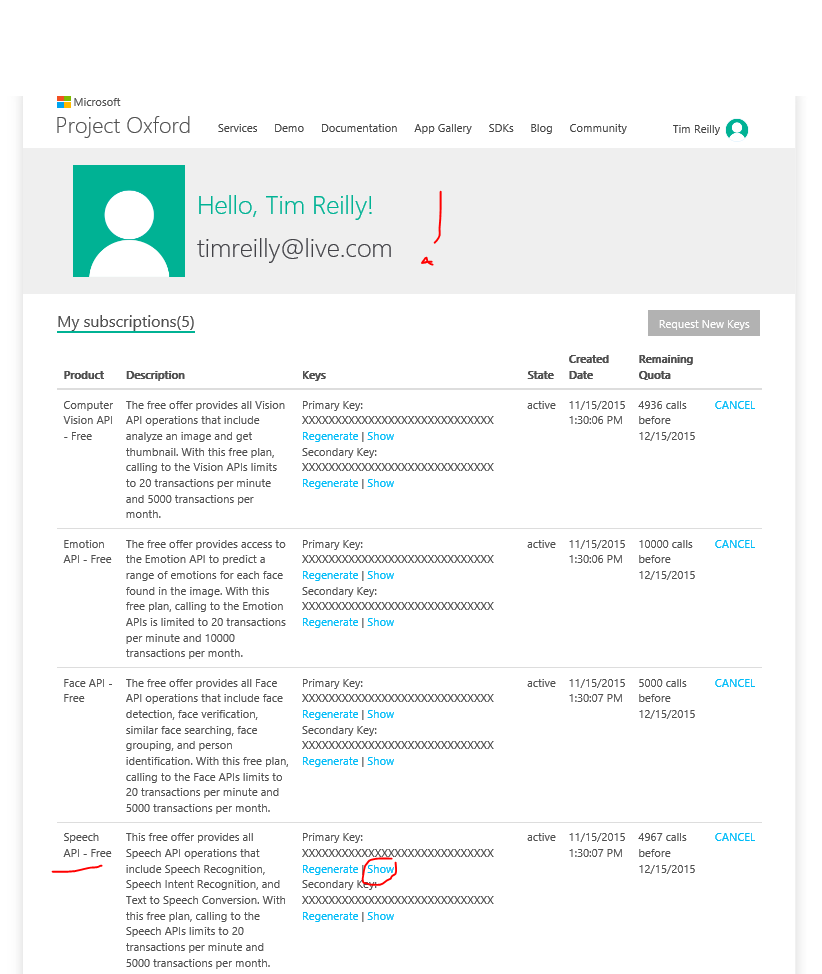 Microsoft
Project Oxford
Services Demo Documentation App Gallery SDKs Blog Community Tim Reilly
Hello, Tim Reilly!
timreilly@live.com
My subscriptions(5)
Request New Keys
Product Description Keys State Created Date Remaining Quota
Computer Vision API - Free
The free offer provides all Vision
API operations that include
analyze an image and get
thumbnail. With this free plan,
calling to the Vision APIs limits
to 20 transactions per minute
and 5000 transactions per
month.
Primary Key:
XXXXXXXXXXXXXXXXXXXXXXXXXXXXXX
Regenerate | Show
Secondary Key:
XXXXXXXXXXXXXXXXXXXXXXXXXXXXXX
Regenerate | Show
active
11/15/2015
1:30:06 PM
4936 calls
before
12/15/2015
CANCEL
Emotion
API - Free
The free offer provides access to
the Emotion API to predict a
range of emotions for each face
found in the image. With this
free plan, calling to the Emotion
APIs is limited to 20 transactions
per minute and 10000
transactions per month.
Primary Key:
XXXXXXXXXXXXXXXXXXXXXXXXXXXXXX
Regenerate | Show
Secondary Key:
XXXXXXXXXXXXXXXXXXXXXXXXXXXXXX
Regenerate | Show
active
11/15/2015
1:30:06 PM
10000 calls
before
12/15/2015
CANCEL
Face API -
Free
The free offer provides all Face
API operations that include face
detection, face verification,
similar face searching, face
grouping, and person
identification. With this free plan,
calling to the Face APIs limits to
20 transactions per minute and
5000 transactions per month.
Primary Key:
XXXXXXXXXXXXXXXXXXXXXXXXXXXXXX
Regenerate | Show
Secondary Key:
XXXXXXXXXXXXXXXXXXXXXXXXXXXXXX
Regenerate | Show
active
11/15/2015
1:30:07 PM
5000 calls
before
12/15/2015
CANCEL
Speech
API - Free
This free offer provides all
Speech API operations that
include Speech Recognition,
Speech Intent Recognition, and
Text to Speech Conversion. With
this free plan, calling to the
Speech APIs limits to 20
transactions per minute and
5000 transactions per month.
Primary Key:
XXXXXXXXXXXXXXXXXXXXXXXXXXXXXX
Regenerate | Show
Secondary Key:
XXXXXXXXXXXXXXXXXXXXXXXXXXXXXX
Regenerate | Show
active
11/15/2015
1:30:07 PM
4967 calls
before
12/15/2015
CANCEL